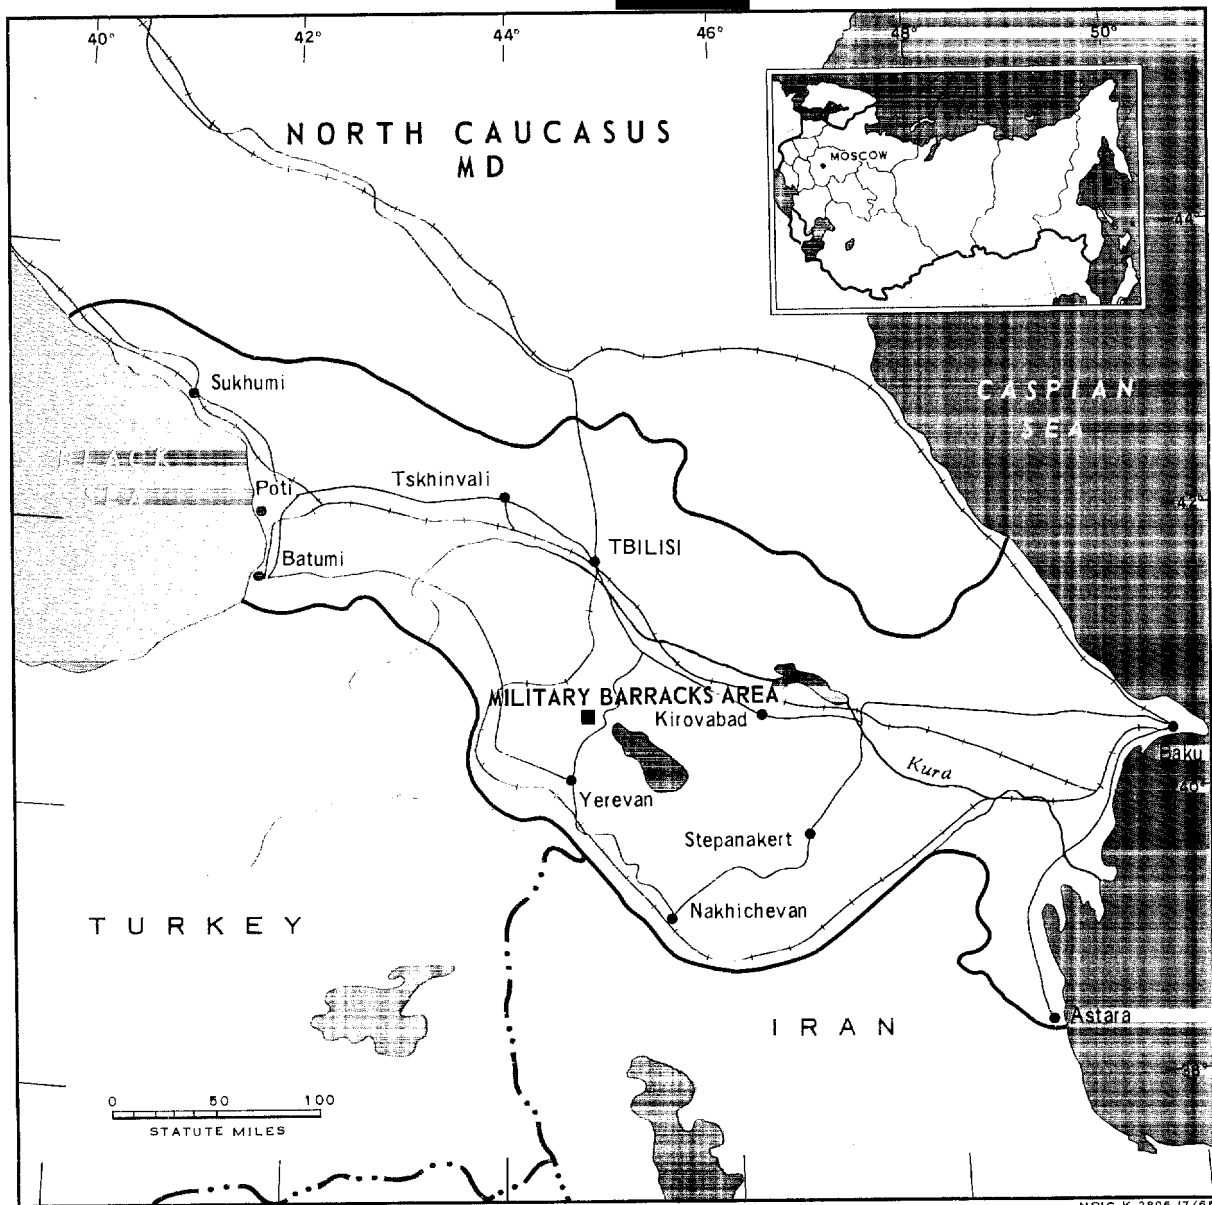 40° 42° 44° 46° 48° 50°
NORTH CAUCASUS
MD
MOSCOW
44°
Sukhumi
CASPIAN
SEA
BLACK
SEA
Tskhinvali
Poti
42°
TBILISI
Batumi
MILITARY BARRACKS AREA
Kirovabad
Baku
Kura
40°
Yerevan
Stepanakert
Nakhichevan
TURKEY
IRAN
Astara
38°
0 50 100
STATUTE MILES